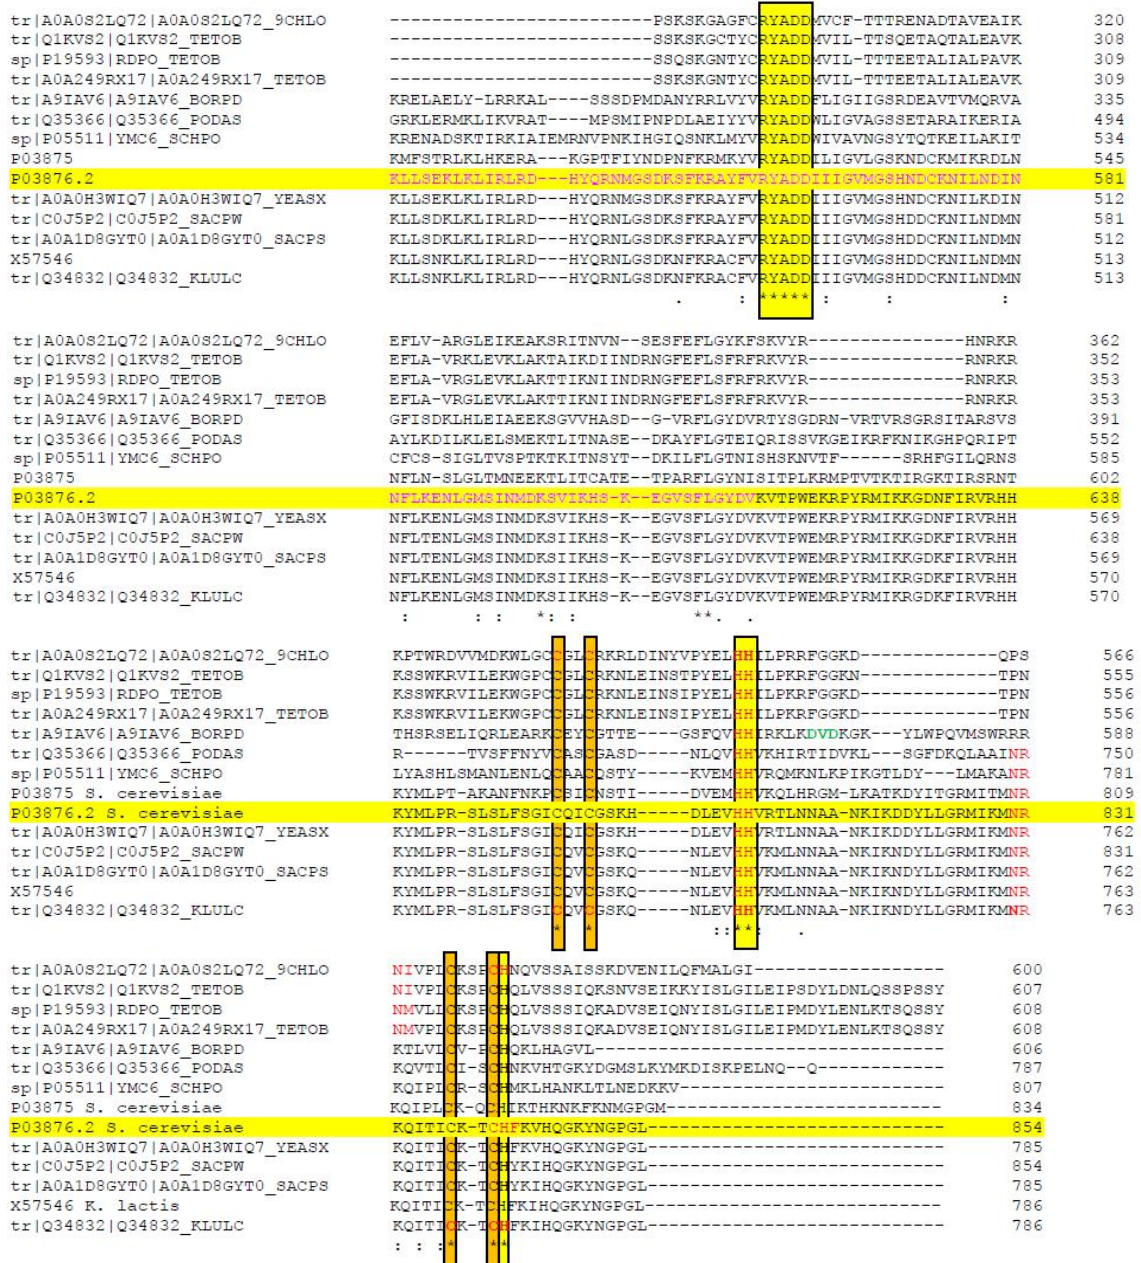 tr|A0A0S2LQ72|A0A0S2LQ72_9CHLO -------------------------PSKSKGAGFCRYADDMVCF-TTTRENADTAVEAIK 320
tr|Q1KVS2|Q1KVS2_TETOB -------------------------SSKSKGCTYCRYADDMVIL-TTSQETAQTALEAVK 308
sp|P19593|RDPO_TETOB -------------------------SSQSKGNTYCRYADDMVIL-TTTEETALIALPAVK 309
tr|A0A249RX17|A0A249RX17_TETOB -------------------------SSKSKGNTYCRYADDMVIL-TTTEETALIALEAVK 309
tr|A9IAV6|A9IAV6_BORPD KRELAELY-LRRKAL----SSSDPMDANYRRLVYVRYADDFLIGIIGSRDEAVTVMQRVA 335
tr|Q35366|Q35366_PODAS GRKLERMKLIKVRAT----MPSMIPNPDLAEIYYVRYADDWLIGVAGSSETARAIKERIA 494
sp|P05511|YMC6_SCHPO KRENADSKTIRKIAIEMRNVPNKIHGIQSNKLMYVRYADDWIVAVNGSYTQTKEILAKIT 534
P03875 KMFSTRLKLHKERA---KGPTFIYNDPNFKRMKYVRYADDILIGVLGSKNDCKMIKRDLN 545
P03876.2 KLLSEKLKLIRLRD---HYQRNMGSDKSFKRAYFVRYADDIIIGVMGSHNDCKNILNDIN 581
tr|A0A0H3WIQ7|A0A0H3WIQ7_YEASX KLLSEKLKLIRLRD---HYQRNMGSDKSFKRAYFVRYADDIIIGVMGSHNDCKNILKDIN 512
tr|C0J5P2|C0J5P2_SACPW KLLSDKLKLIRLRD---HYQRNLGSDKSFKRAYFVRYADDIIIGVMGSHDDCKNILNDMN 581
tr|A0A1D8GYT0|A0A1D8GYT0_SACPS KLLSDKLKLIRLRD---HYQRNLGSDKSFKRAYFVRYADDIIIGVMGSHDDCKNILNDMN 512
X57546 KLLSNKLKLIRLRD---HYQRNLGSDKNFKRACFVRYADDIIIGVMGSHDDCKNILNDMN 513
tr|Q34832|Q34832_KLULC KLLSNKLKLIRLRD---HYQRNLGSDKNFKRACFVRYADDIIIGVMGSHDDCKNILNDMN 513
. : ***** : : :
tr|A0A0S2LQ72|A0A0S2LQ72_9CHLO EFLV-ARGLEIKEAKSRITNVN--SESFEFLGYKFSKVYR---------------HNRKR 362
tr|Q1KVS2|Q1KVS2_TETOB EFLA-VRKLEVKLAKTAIKDIINDRNGFEFLSFRFRKVYR---------------RNRKR 352
sp|P19593|RDPO_TETOB EFLA-VRGLEVKLAKTTIKNIINDRNGFEFLSFRFRKVYR---------------RNRKR 353
tr|A0A249RX17|A0A249RX17_TETOB EFLA-VRGLEVKLAKTTIKNIINDRNGFEFLSFRFRKVYR---------------RNRKR 353
tr|A9IAV6|A9IAV6_BORPD GFISDKLHLEIAEEKSGVVHASD--G-VRFLGYDVRTYSGDRN-VRTVRSGRSITARSVS 391
tr|Q35366|Q35366_PODAS AYLKDILKLELSMEKTLITNASE--DKAYFLGTEIQRISSVKGEIKRFKNIKGHPQRIPT 552
sp|P05511|YMC6_SCHPO CFCS-SIGLTVSPTKTKITNSYT--DKILFLGTNISHSKNVTF------SRHFGILQRNS 585
P03875 NFLN-SLGLTMNEEKTLITCATE--TPARFLGYNISITPLKRMPTVTKTIRGKTIRSRNT 602
P03876.2 NFLKENLGMSINMDKSVIKHS-K--EGVSFLGYDVKVTPWEKRPYRMIKKGDNFIRVRHH 638
tr|A0A0H3WIQ7|A0A0H3WIQ7_YEASX NFLKENLGMSINMDKSVIKHS-K--EGVSFLGYDVKVTPWEKRPYRMIKKGDNFIRVRHH 569
tr|C0J5P2|C0J5P2_SACPW NFLTENLGMSINMDKSIIKHS-K--EGVSFLGYDVKVTPWEMRPYRMIKKGDNFIRVRHH 638
tr|A0A1D8GYT0|A0A1D8GYT0_SACPS NFLTENLGMSINMDKSIIKHS-K--EGVSFLGYDVKVTPWEMRPYRMIKKGDNFIRVRHH 569
X57546 NFLKENLGMSINMDKSIIKHS-K--EGVSFLGYDVKVTPWEMRPYRMIKRGDKFIRVRHH 570
tr|Q34832|Q34832_KLULC NFLKENLGMSINMDKSIIKHS-K--EGVSFLGYDVKVTPWEMRPYRMIKRGDKFIRVRHH 570
: : : *: : **. .
tr|A0A0S2LQ72|A0A0S2LQ72_9CHLO KPTWRDVVMDKWLGCCGLCRKRLDINYVPYELHHILPRRFGGKD-------------QPS 566
tr|Q1KVS2|Q1KVS2_TETOB KSSWKRVILEKWGPCCGLCRKNLEINSTPYELHHILPKRFGGKN-------------TPN 555
sp|P19593|RDPO_TETOB KSSWKRVILEKWGPCCGLCRKNLEINSIPYELHHILPKRFGGKD-------------TPN 556
tr|A0A249RX17|A0A249RX17_TETOB KSSWKRVILEKWGPCCGLCRKNLEINSIPYELHHILPKRFGGKD-------------TPN 556
tr|A9IAV6|A9IAV6_BORPD THSRSELIQRLEARKCEYCGTTE----GSFQVHHIRKLKDVDKGK---YLWPQVMSWRRR 588
tr|Q35366|Q35366_PODAS R------TVSFFNYVCASCGASD-----NLQVHHVKHIRTIDVKL---SGFDKQLAAINR 750
sp|P05511|YMC6_SCHPO LYASHLSMANLENLQCAACQSTY-----KVEMHHVRQMKNLKPIKGTLDY---LMAKANR 781
P03875 S. cerevisiae KYMLPT-AKANFNKPCSICNSTI-----DVEMHHVKQLHRGM-LKATKDYITGRMITMNR 809
P03876.2 S. cerevisiae KYMLPR-SLSLFSGICQICGSKH-----DLEVHHVRTLNNAA-NKIKDDYLLGRMIKMNR 831
tr|A0A0H3WIQ7|A0A0H3WIQ7_YEASX KYMLPR-SLSLFSGICQICGSKH-----DLEVHHVRTLNNAA-NKIKDDYLLGRMIKMNR 762
tr|C0J5P2|C0J5P2_SACPW KYMLPR-SLSLFSGICQVCGSKQ-----NLEVHHVKMLNNAA-NKIKNDYLLGRMIKMNR 831
tr|A0A1D8GYT0|A0A1D8GYT0_SACPS KYMLPR-SLSLFSGICQVCGSKQ-----NLEVHHVKMLNNAA-NKIKNDYLLGRMIKMNR 762
X57546 KYMLPR-SLSLFSGICQVCGSKQ-----NLEVHHVKMLNNAA-NKIKNDYLLGRMIKMNR 763
tr|Q34832|Q34832_KLULC KYMLPR-SLSLFSGICQVCGSKQ-----NLEVHHVKMLNNAA-NKIKNDYLLGRMIKMNR 763
* * ::**: .
tr|A0A0S2LQ72|A0A0S2LQ72_9CHLO NIVPLCKSPCHNQVSSAISSKDVENILQFMALGI------------------ 600
tr|Q1KVS2|Q1KVS2_TETOB NIVPLCKSPCHQLVSSSIQKSNVSEIKKYISLGILEIPSDYLDNLQSSPSSY 607
sp|P19593|RDPO_TETOB NMVLLCKSPCHQLVSSSIQKADVSEIQNYISLGILEIPMDYLENLKTSQSSY 608
tr|A0A249RX17|A0A249RX17_TETOB NMVPLCKSPCHQLVSSSIQKADVSEIQNYISLGILEIPMDYLENLKTSQSSY 608
tr|A9IAV6|A9IAV6_BORPD KTLVLCV-PCHQKLHAGVL--------------------------------- 606
tr|Q35366|Q35366_PODAS KQVTLCI-SCHNKVHTGKYDGMSLKYMKDISKPELNQ--Q------------ 787
sp|P05511|YMC6_SCHPO KQIPLCR-SCHMKLHANKLTLNEDKKV------------------------- 807
P03875 S. cerevisiae KQIPLCK-QCHIKTHKNKFKNMGPGM-------------------------- 834
P03876.2 S. cerevisiae KQITICK-TCHFKVHQGKYNGPGL---------------------------- 854
tr|A0A0H3WIQ7|A0A0H3WIQ7_YEASX KQITICK-TCHFKVHQGKYNGPGL---------------------------- 785
tr|C0J5P2|C0J5P2_SACPW KQITICK-TCHYKIHQGKYNGPGL---------------------------- 854
tr|A0A1D8GYT0|A0A1D8GYT0_SACPS KQITICK-TCHYKIHQGKYNGPGL---------------------------- 785
X57546 K. lactis KQITICK-TCHFKIHQGKYNGPGL---------------------------- 786
tr|Q34832|Q34832_KLULC KQITICK-TCHFKIHQGKYNGPGL---------------------------- 786
: : :* **